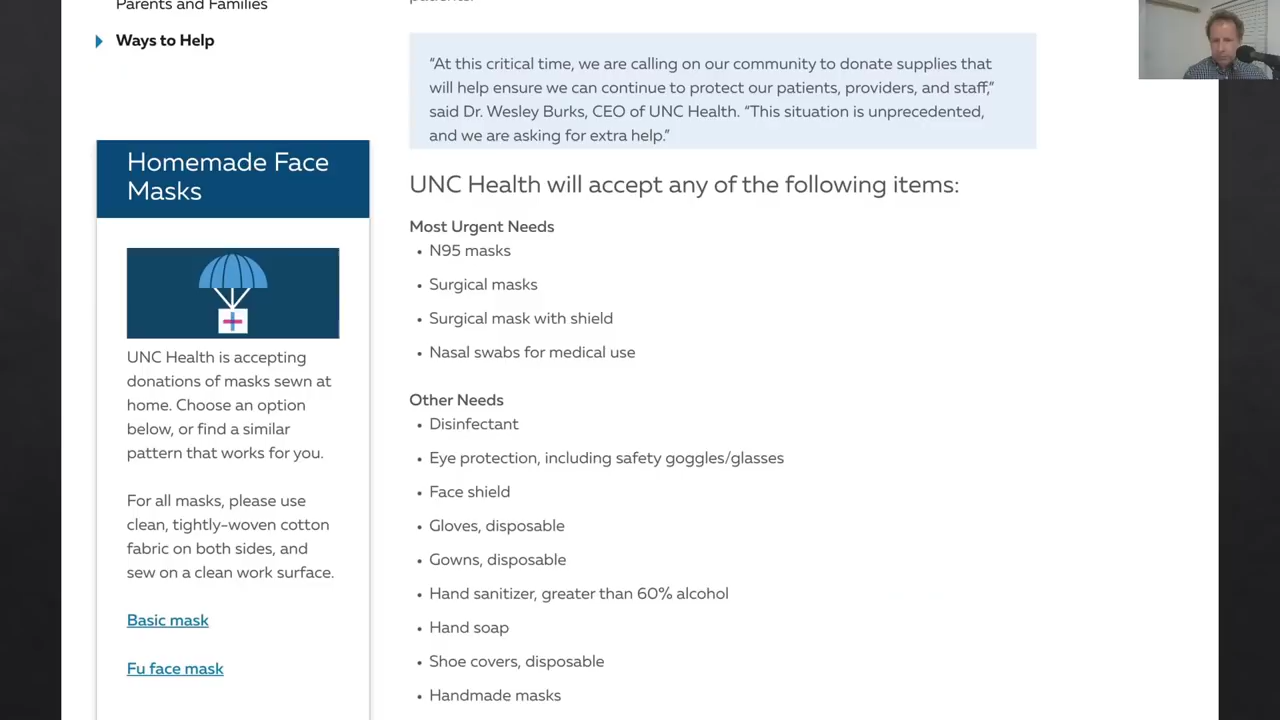 Parents and Families
Ways to Help
Homemade Face
Masks
UNC Health is accepting
donations of masks sewn at
home. Choose an option
below, or find a similar
pattern that works for you.
For all masks, please use
clean, tightly-woven cotton
fabric on both sides, and
sew on a clean work surface.
Basic mask
Fu face mask
patients.
“At this critical time, we are calling on our community to donate supplies that
will help ensure we can continue to protect our patients, providers, and staff,”
said Dr. Wesley Burks, CEO of UNC Health. “This situation is unprecedented,
and we are asking for extra help.”
UNC Health will accept any of the following items:
Most Urgent Needs
• N95 masks
• Surgical masks
• Surgical mask with shield
• Nasal swabs for medical use
Other Needs
• Disinfectant
• Eye protection, including safety goggles/glasses
• Face shield
• Gloves, disposable
• Gowns, disposable
• Hand sanitizer, greater than 60% alcohol
• Hand soap
• Shoe covers, disposable
• Handmade masks